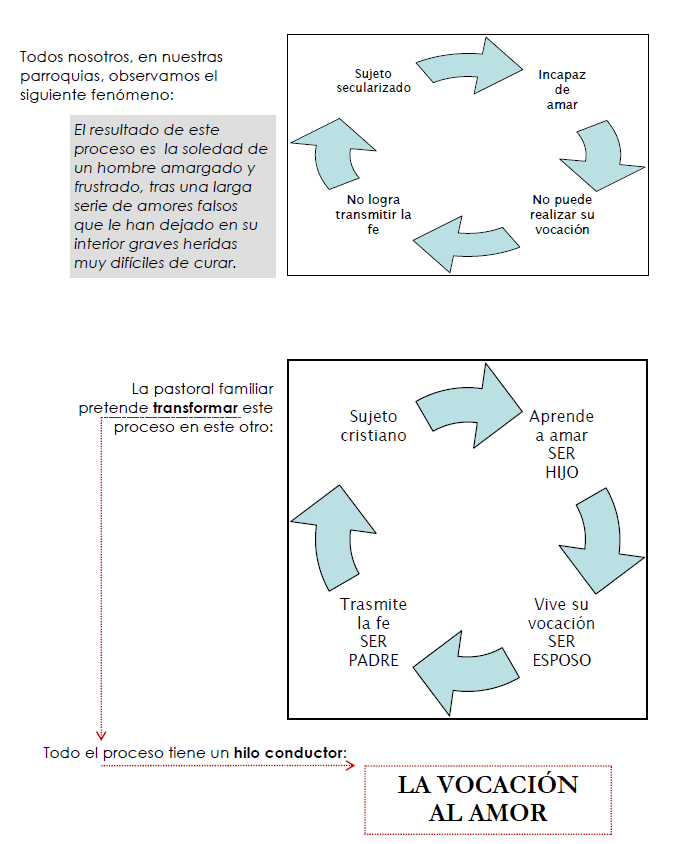 Todos nosotros, en nuestras
parroquias, observamos el
siguiente fenómeno:
El resultado de este
proceso es la soledad de
un hombre amargado y
frustrado, tras una larga
serie de amores falsos
que le han dejado en su
interior graves heridas
muy difíciles de curar.
Sujeto
secularizado
Incapaz
de
amar
No puede
realizar su
vocación
No logra
transmitir la
fe
La pastoral familiar
pretende transformar este
proceso en este otro:
Sujeto
cristiano
Aprende
a amar
SER
HIJO
Vive su
vocación
SER
ESPOSO
Trasmite
la fe
SER
PADRE
Todo el proceso tiene un hilo conductor:
LA VOCACIÓN
AL AMOR